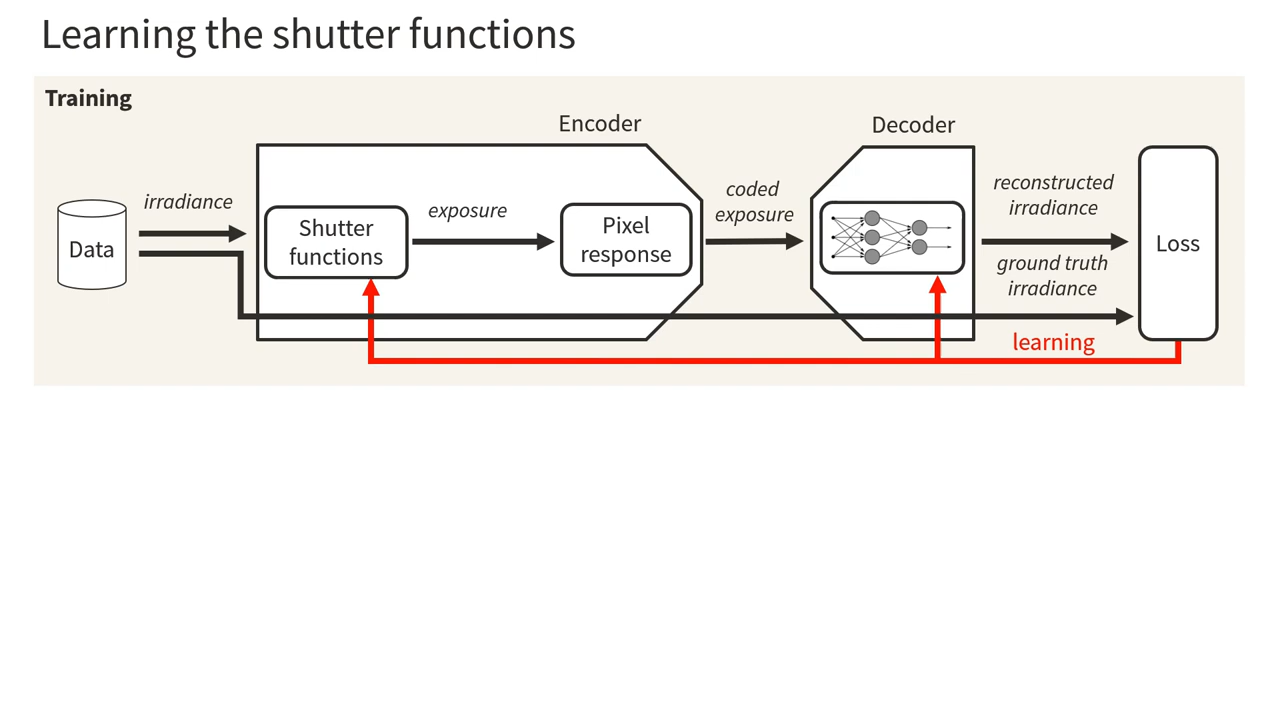 Learning the shutter functions
Training
Encoder
Decoder
irradiance
Data
Shutter
functions
exposure
Pixel
response
coded
exposure
reconstructed
irradiance
ground truth
irradiance
Loss
learning